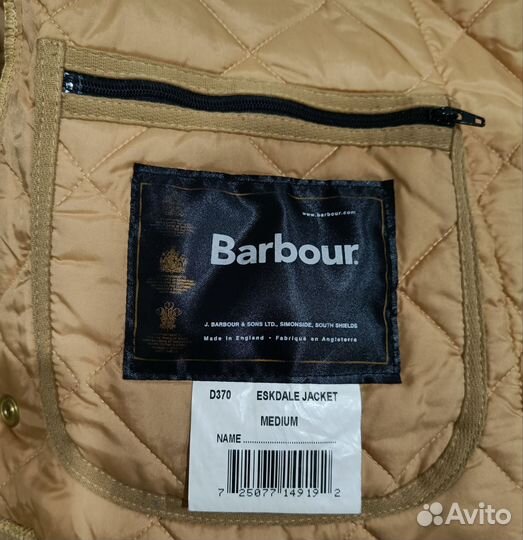 www.barbour.com
Barbour.
J. BARBOUR & SONS LTD., SIMONSIDE, SOUTH SHIELDS
Made in England • Fabriqué en Angleterre
D370 ESKDALE JACKET
MEDIUM
NAME
7 25077 14919 2
Avito